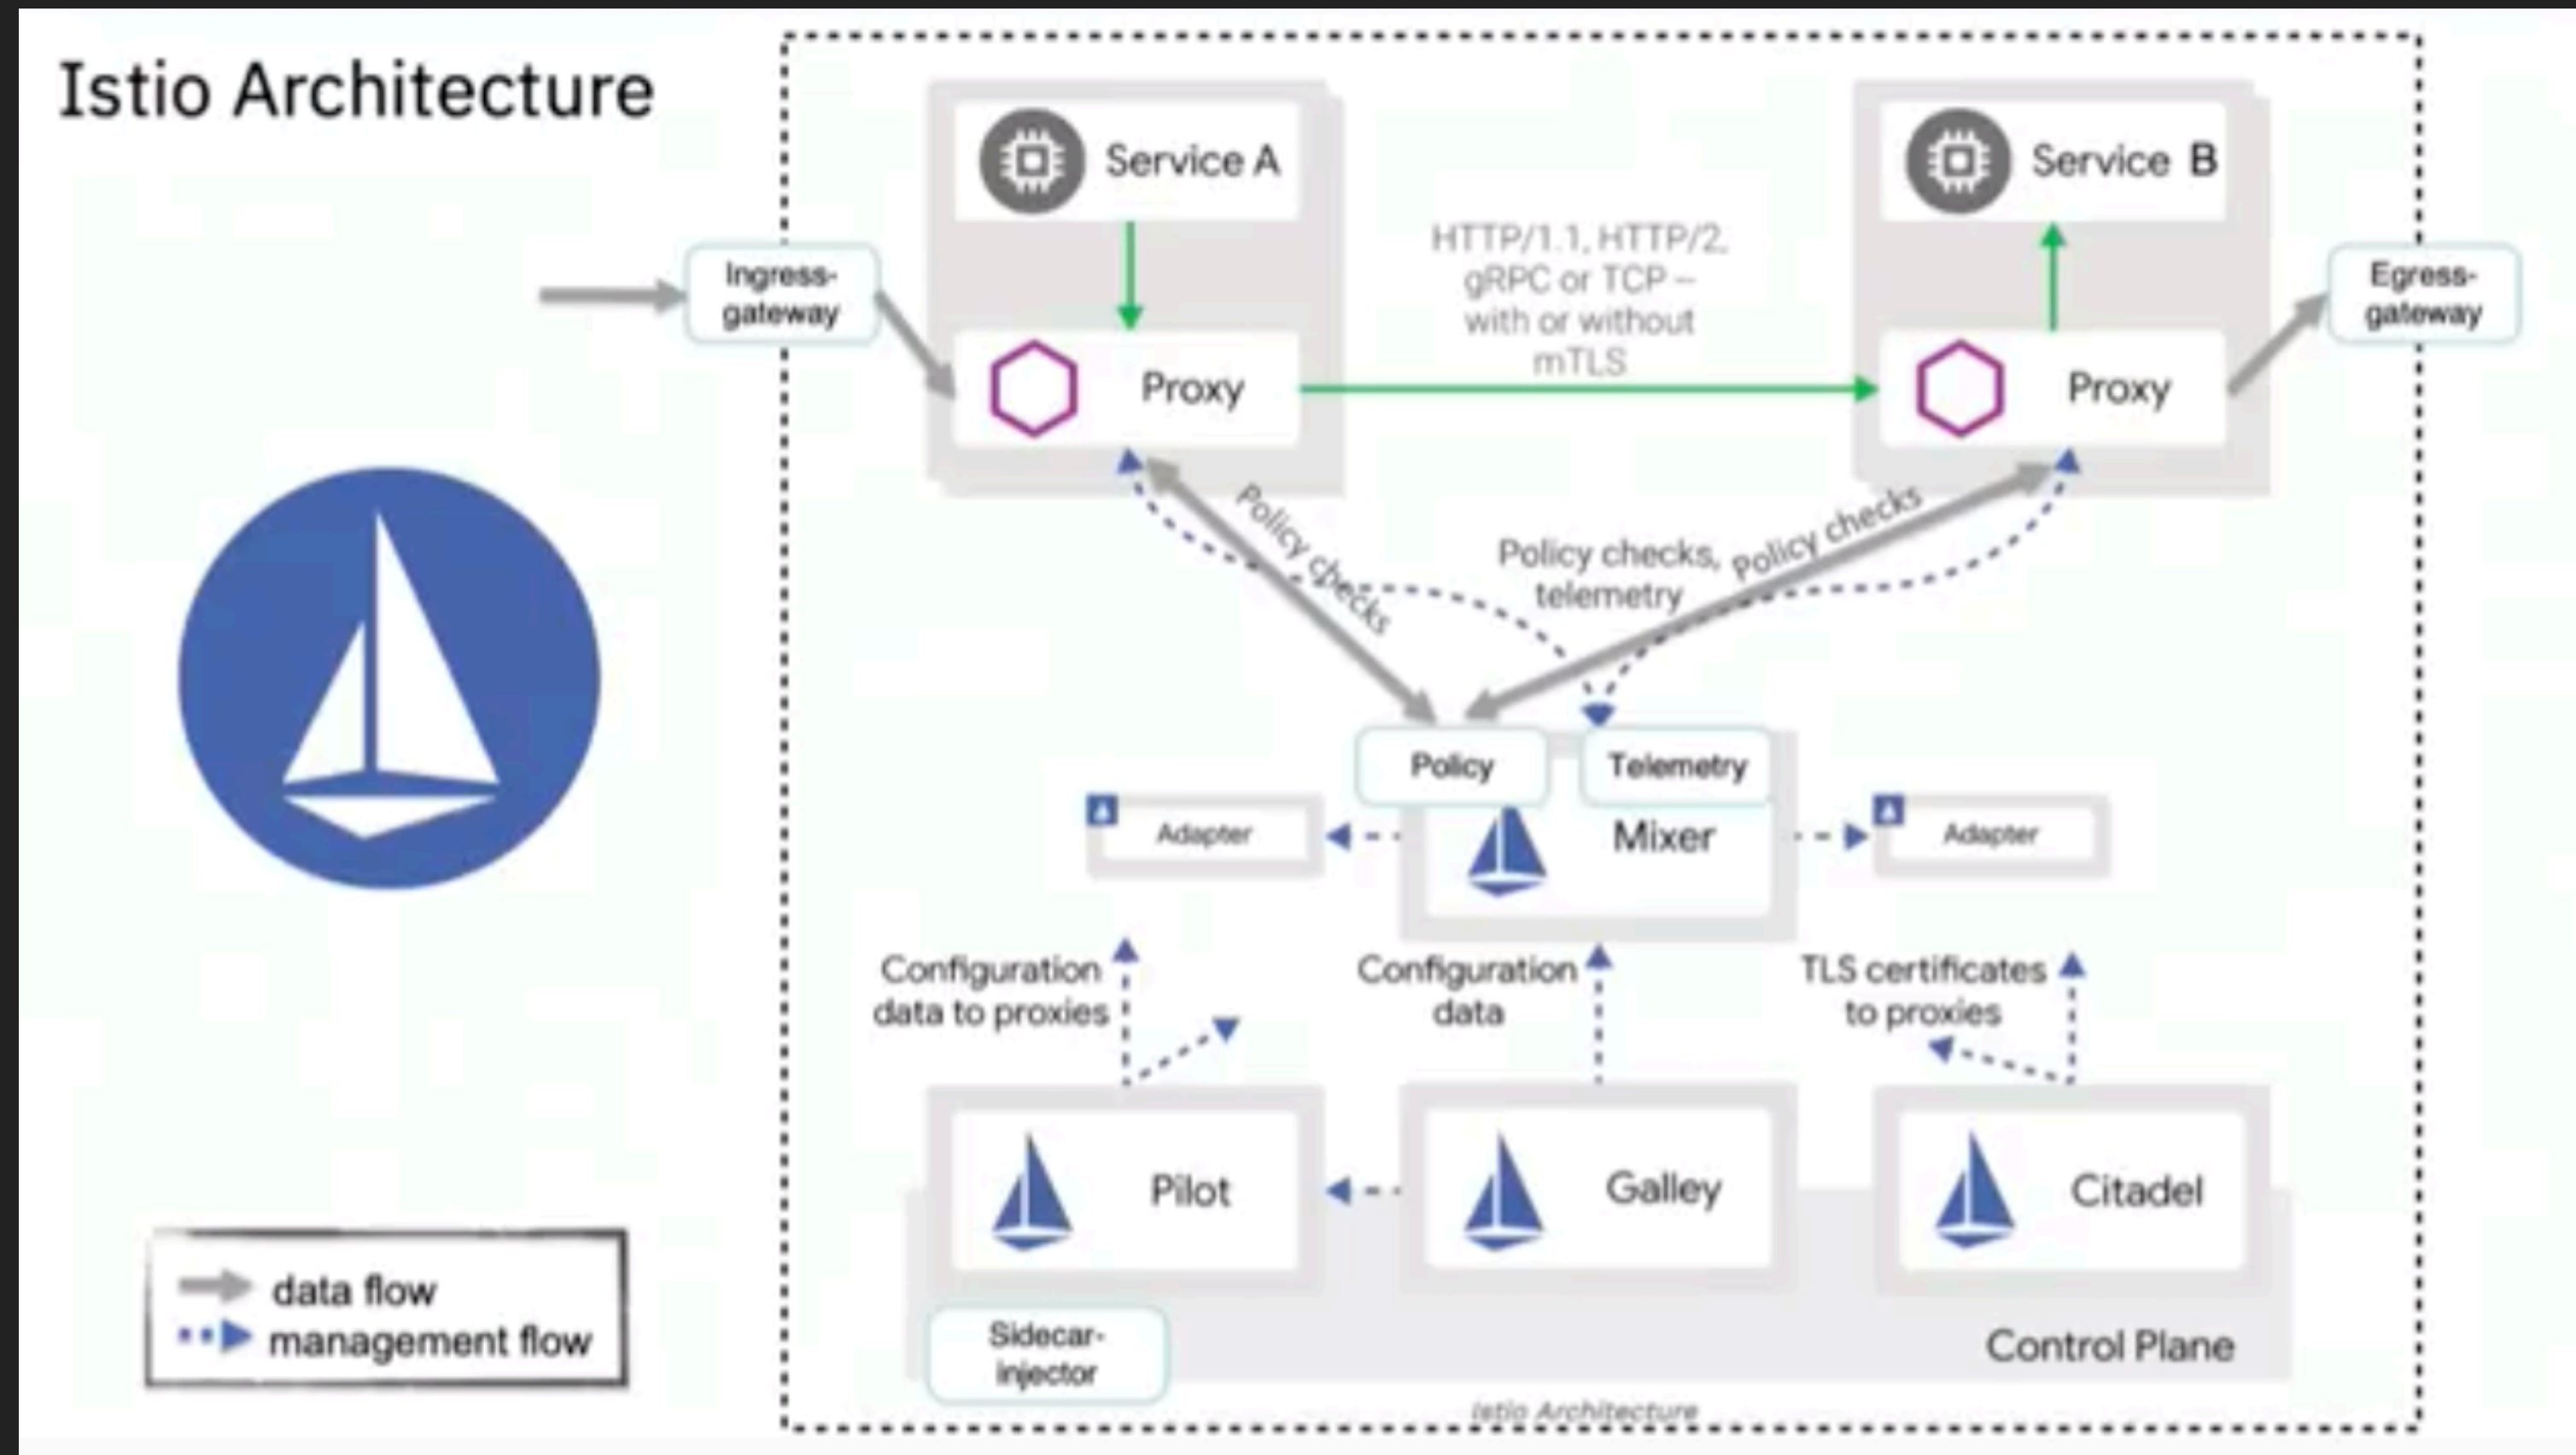 Istio Architecture
Service A
Service B
Ingress-
gateway
HTTP/1.1, HTTP/2,
gRPC or TCP --
with or without
mTLS
Egress-
gateway
Proxy
Proxy
Policy checks
Policy checks,
telemetry
Policy checks
Policy
Telemetry
Adapter
Mixer
Adapter
Configuration
data to proxies
Configuration
data
TLS certificates
to proxies
Pilot
Galley
Citadel
data flow
management flow
Sidecar-
injector
Control Plane
Istio Architecture